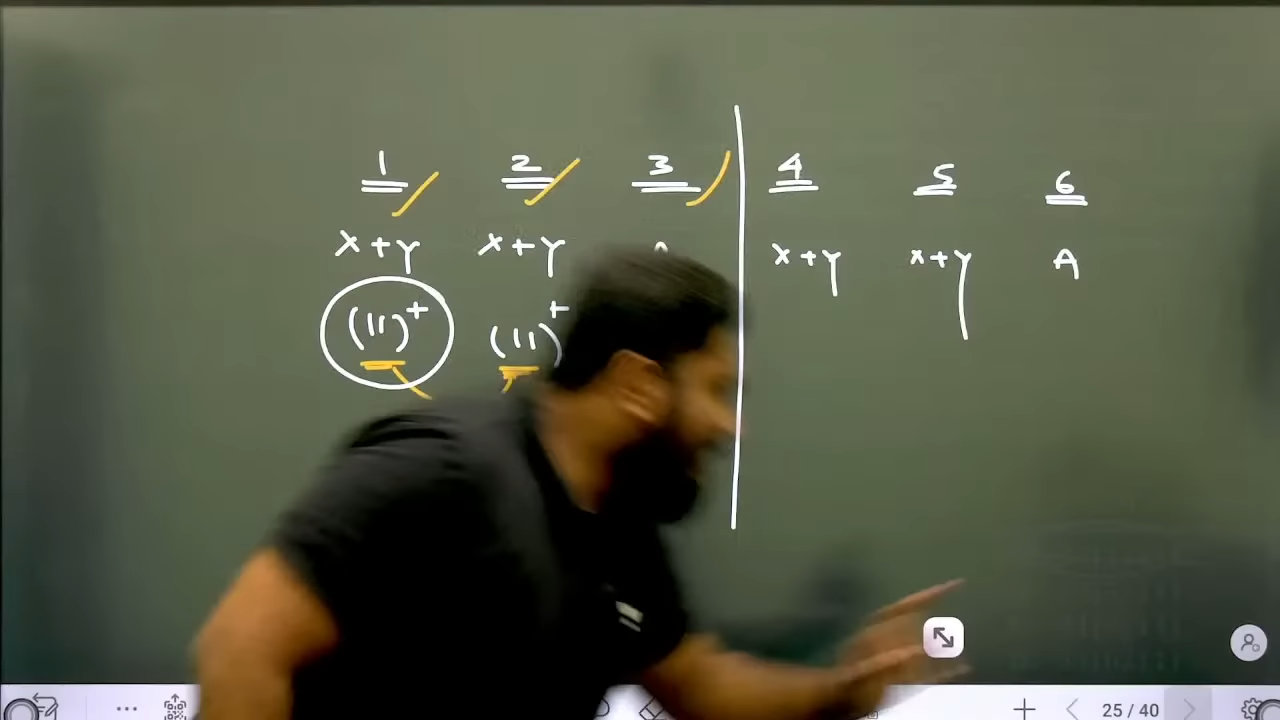 1 2 3 4 5 6
x+y x+y x+y x+y A
(11)+ (11)+
25 / 40